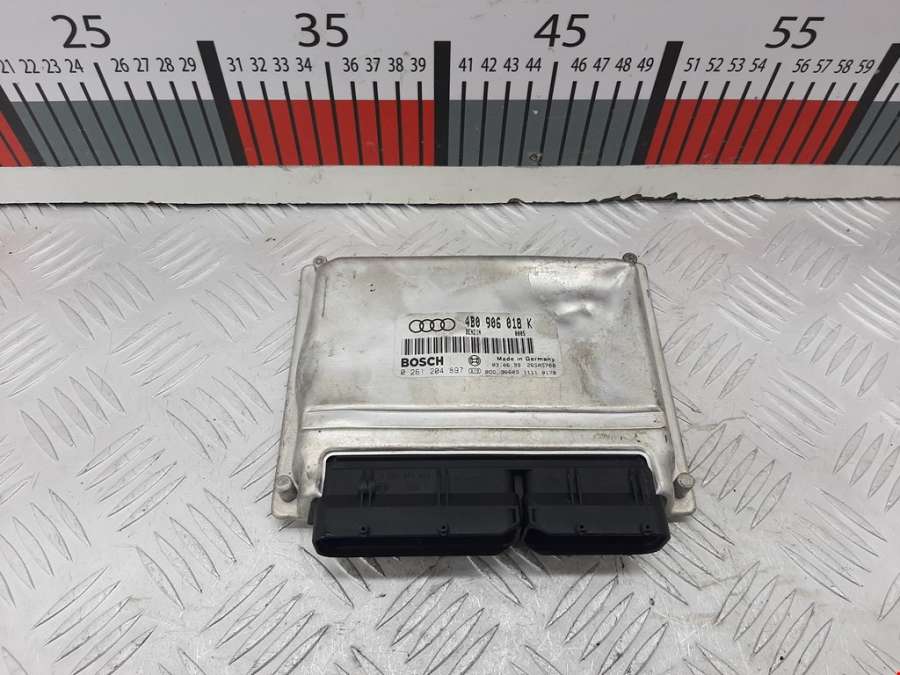 25 35 45 55
21 22 23 24 26 27 28 29 31 32 33 34 36 37 38 39 41 42 43 44 46 47 48 49 51 52 53 54 56 57 58 59
4B0 906 018 K
BENZIN 0005
BOSCH Made in Germany
0 261 204 897